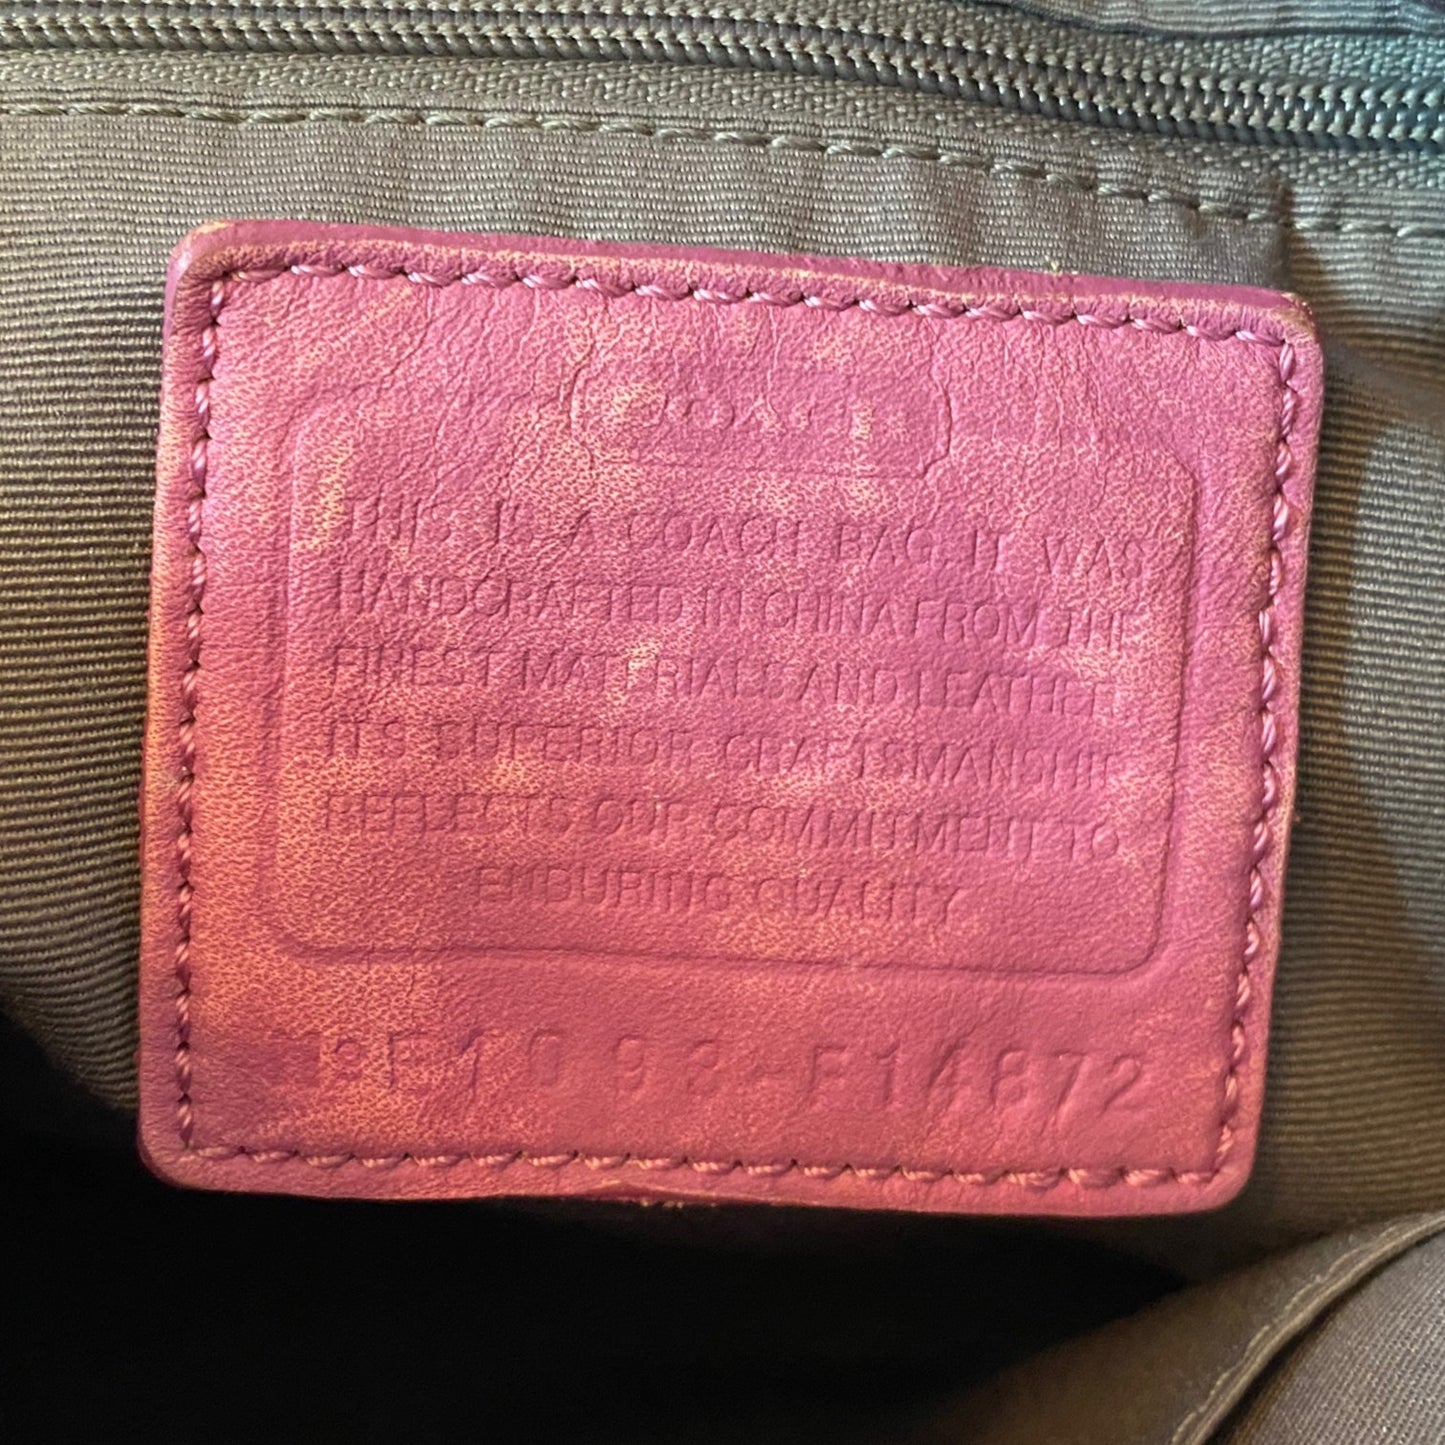 COACH
THIS IS A COACH BAG. IT WAS
HANDCRAFTED IN CHINA FROM THE
FINEST MATERIALS AND LEATHER.
ITS SUPERIOR CRAFTSMANSHIP
REFLECTS OUR COMMITMENT TO
ENDURING QUALITY.
F14872